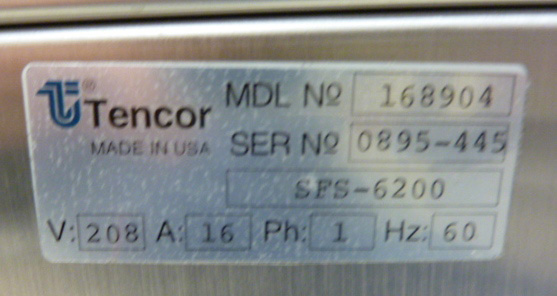 Tencor®
MADE IN USA
MDL Nº 168904
SER Nº 0895-445
SFS-6200
V: 208 A: 16 Ph: 1 Hz: 60